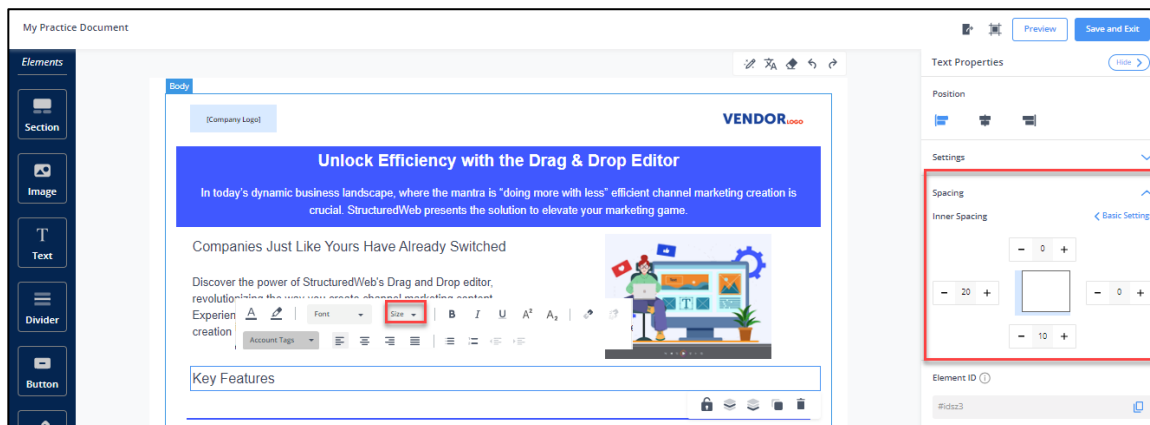 My Practice Document
Preview
Save and Exit
Elements
Section
Image
Text
Divider
Button
Body
[Company Logo]
VENDOR LOGO
Unlock Efficiency with the Drag & Drop Editor
In today's dynamic business landscape, where the mantra is "doing more with less" efficient channel marketing creation is
crucial. StructuredWeb presents the solution to elevate your marketing game.
Companies Just Like Yours Have Already Switched
Discover the power of StructuredWeb's Drag and Drop editor,
Experien
creation
Font
Size
B I U A² A₂
Account Tags
Key Features
Text Properties
Hide
Position
Settings
Spacing
Inner Spacing
Basic Setting
− 0 +
− 20 +
− 0 +
− 10 +
Element ID
#idsz3